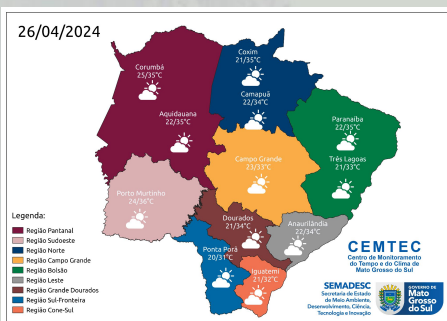 26/04/2024
Coxim
21/35°C
Corumbá
25/35°C
Camapuã
22/34°C
Aquidauana
22/35°C
Paranaíba
22/35°C
Três Lagoas
21/33°C
Campo Grande
23/33°C
Porto Murtinho
24/36°C
Dourados
21/34°C
Anaurilândia
22/34°C
Ponta Porã
20/31°C
Iguatemi
21/32°C
Legenda:
Região Pantanal
Região Sudoeste
Região Norte
Região Campo Grande
Região Bolsão
Região Leste
Região Grande Dourados
Região Sul-Fronteira
Região Cone-Sul
CEMTEC
Centro de Monitoramento
do Tempo e do Clima de
Mato Grosso do Sul
SEMADESC
Secretaria de Estado
de Meio Ambiente,
Desenvolvimento, Ciência,
Tecnologia e Inovação
GOVERNO DE
Mato
Grosso
do Sul